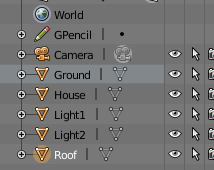 World
GPencil
Camera
Ground
House
Light1
Light2
Roof